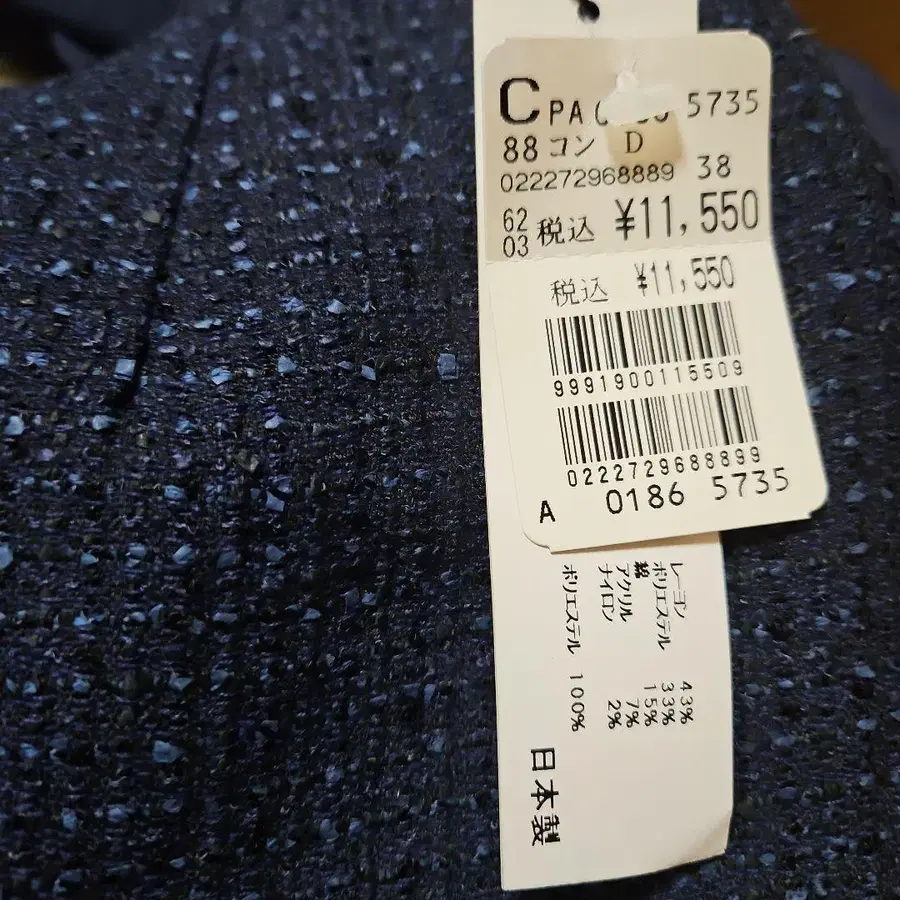 C PA 5735
88 コン D
022272968889 38
62
03 税込 ¥11,550
税込 ¥11,550
9991900115509
0222729688899
A 0186 5735
レーヨン 43%
ポリエステル 33%
綿 15%
アクリル 7%
ナイロン 2%
ポリエステル 100%
日本製